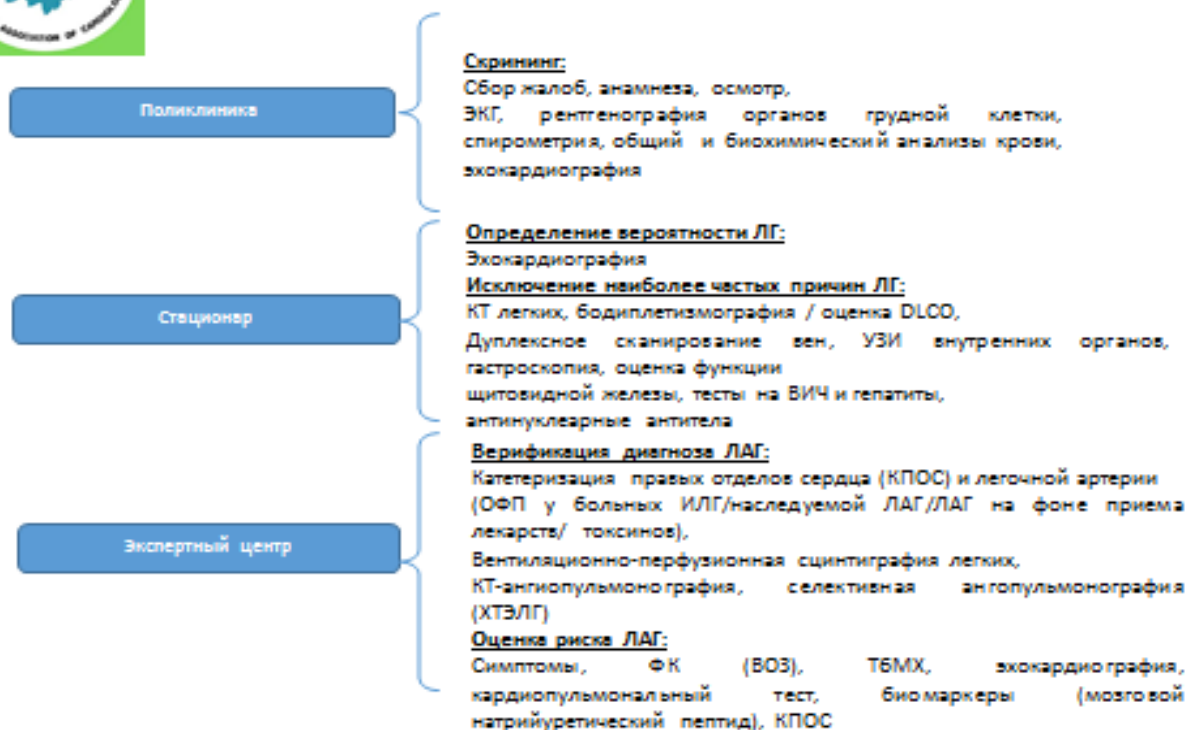 ASSOCIATION OF
Поликлиника
Скрининг:
Сбор жалоб, анамнеза, осмотр,
ЭКГ, рентгенография органов грудной клетки,
спирометрия, общий и биохимический анализы крови,
эхокардиография
Стационар
Определение вероятности ЛГ:
Эхокардиография
Исключение наиболее частых причин ЛГ:
КТ легких, бодиплетизмография / оценка DLCO,
Дуплексное сканирование вен, УЗИ внутренних органов,
гастроскопия, оценка функции
щитовидной железы, тесты на ВИЧ и гепатиты,
антинуклеарные антитела
Экспертный центр
Верификация диагноза ЛАГ:
Катетеризация правых отделов сердца (КПОС) и легочной артерии
(ОФП у больных ИЛГ/наследуемой ЛАГ/ЛАГ на фоне приема
лекарств/ токсинов),
Вентиляционно-перфузионная сцинтиграфия легких,
КТ-ангиопульмонография, селективная ангопульмонография
(ХТЭЛГ)
Оценка риска ЛАГ:
Симптомы, ФК (ВОЗ), Т6МХ, эхокардиография,
кардиопульмональный тест, биомаркеры (мозговой
натрийуретический пептид), КПОС